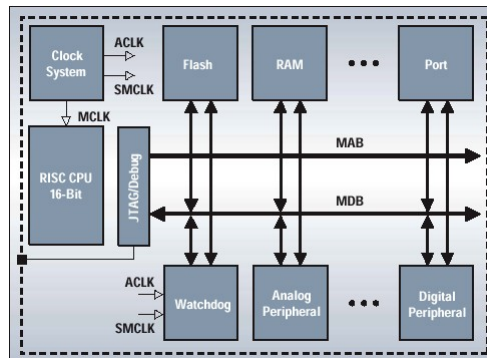 Clock
System
ACLK
SMCLK
MCLK
Flash
RAM
Port
RISC CPU
16-Bit
JTAG/Debug
MAB
MDB
ACLK
SMCLK
Watchdog
Analog
Peripheral
Digital
Peripheral